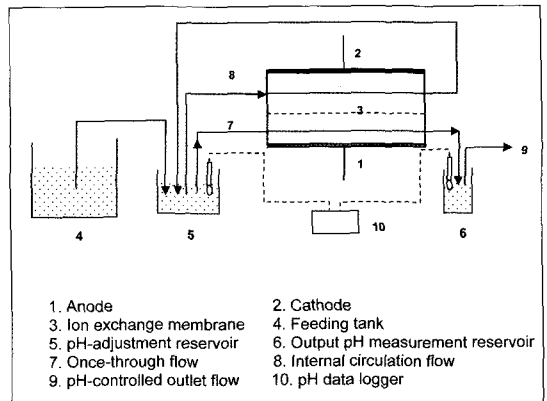 2
8
3
7
9
1
10
4
5
6
1. Anode
2. Cathode
3. Ion exchange membrane
4. Feeding tank
5. pH-adjustment reservoir
6. Output pH measurement reservoir
7. Once-through flow
8. Internal circulation flow
9. pH-controlled outlet flow
10. pH data logger